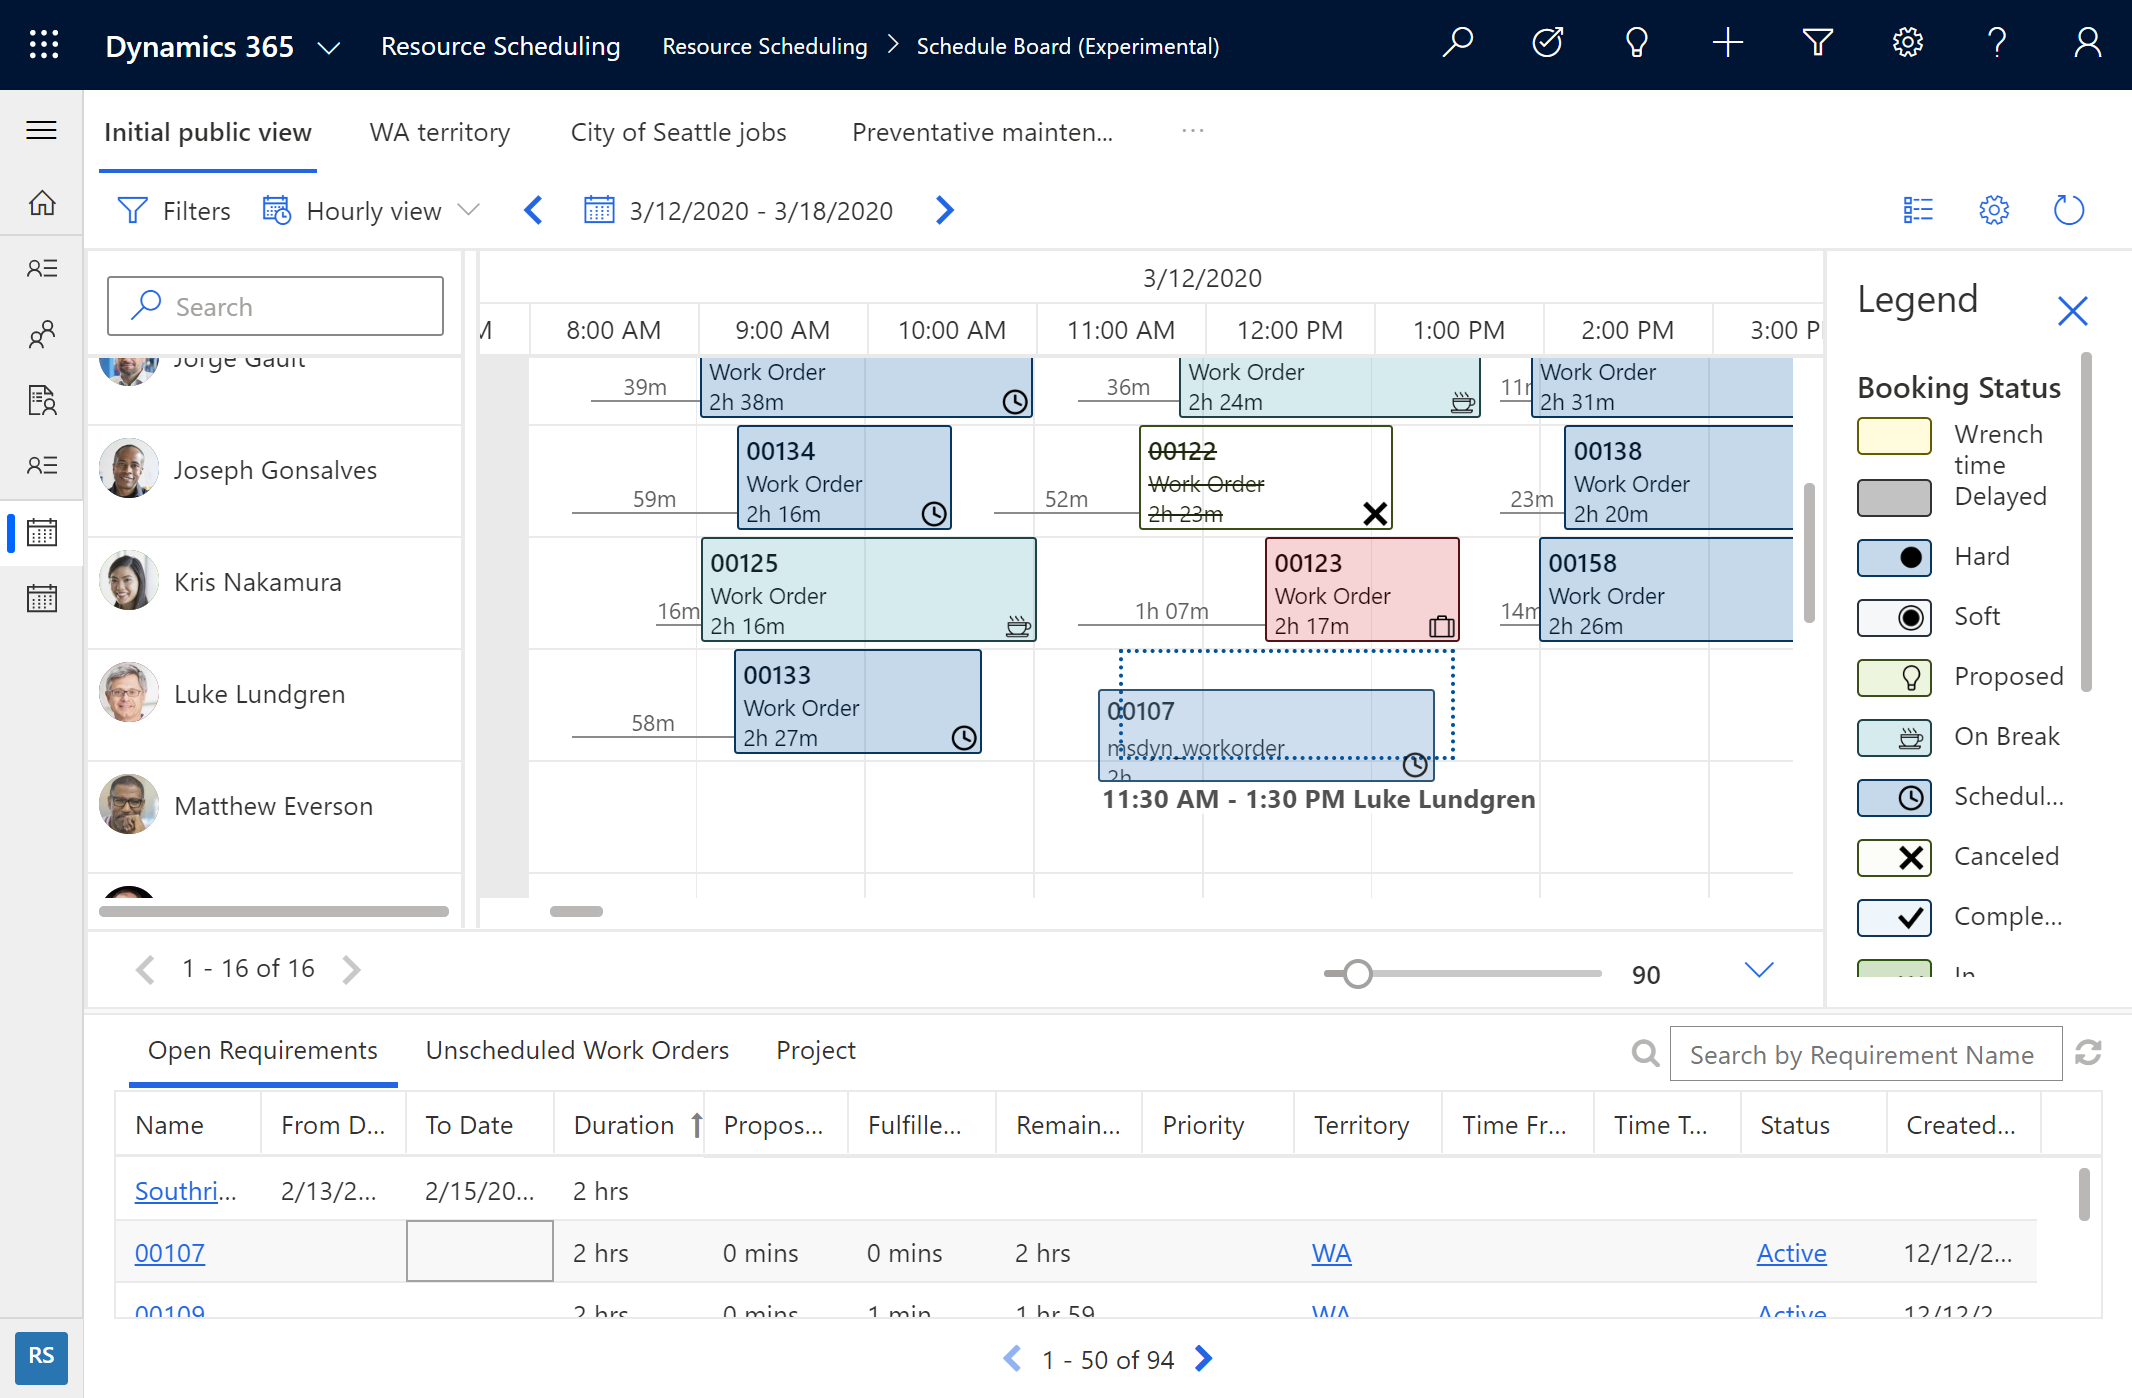 Dynamics 365
Resource Scheduling
Resource Scheduling
Schedule Board (Experimental)
Initial public view
WA territory
City of Seattle jobs
Preventative mainten...
...
Filters
Hourly view
3/12/2020 - 3/18/2020
Search
3/12/2020
M
8:00 AM
9:00 AM
10:00 AM
11:00 AM
12:00 PM
1:00 PM
2:00 PM
3:00 P
Jorge Gault
39m
Work Order
2h 38m
36m
Work Order
2h 24m
11m
Work Order
2h 31m
Joseph Gonsalves
59m
00134
Work Order
2h 16m
52m
00122
Work Order
2h 23m
23m
00138
Work Order
2h 20m
Kris Nakamura
16m
00125
Work Order
2h 16m
1h 07m
00123
Work Order
2h 17m
14m
00158
Work Order
2h 26m
Luke Lundgren
58m
00133
Work Order
2h 27m
00107
msdyn_workorder
2h
11:30 AM - 1:30 PM Luke Lundgren
Matthew Everson
Legend
Booking Status
Wrench
time
Delayed
Hard
Soft
Proposed
On Break
Schedul...
Canceled
Comple...
In
1 - 16 of 16
90
Open Requirements
Unscheduled Work Orders
Project
Search by Requirement Name
Name
From D...
To Date
Duration
Propos...
Fulfille...
Remain...
Priority
Territory
Time Fr...
Time T...
Status
Created...
Southri...
2/13/2...
2/15/20...
2 hrs
00107
2 hrs
0 mins
0 mins
2 hrs
WA
Active
12/12/2...
00109
2 hrs
0 mins
1 min
1 hr 59
WA
Active
12/12/2
RS
1 - 50 of 94